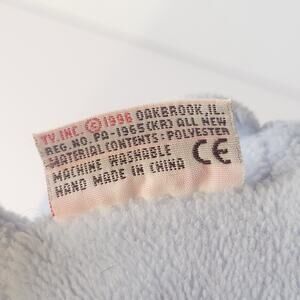 TY, INC. © 1996 OAKBROOK, IL.
REG. NO. PA-1965(KR) ALL NEW
MATERIAL CONTENTS : POLYESTER
MACHINE WASHABLE
HAND MADE IN CHINA
CE